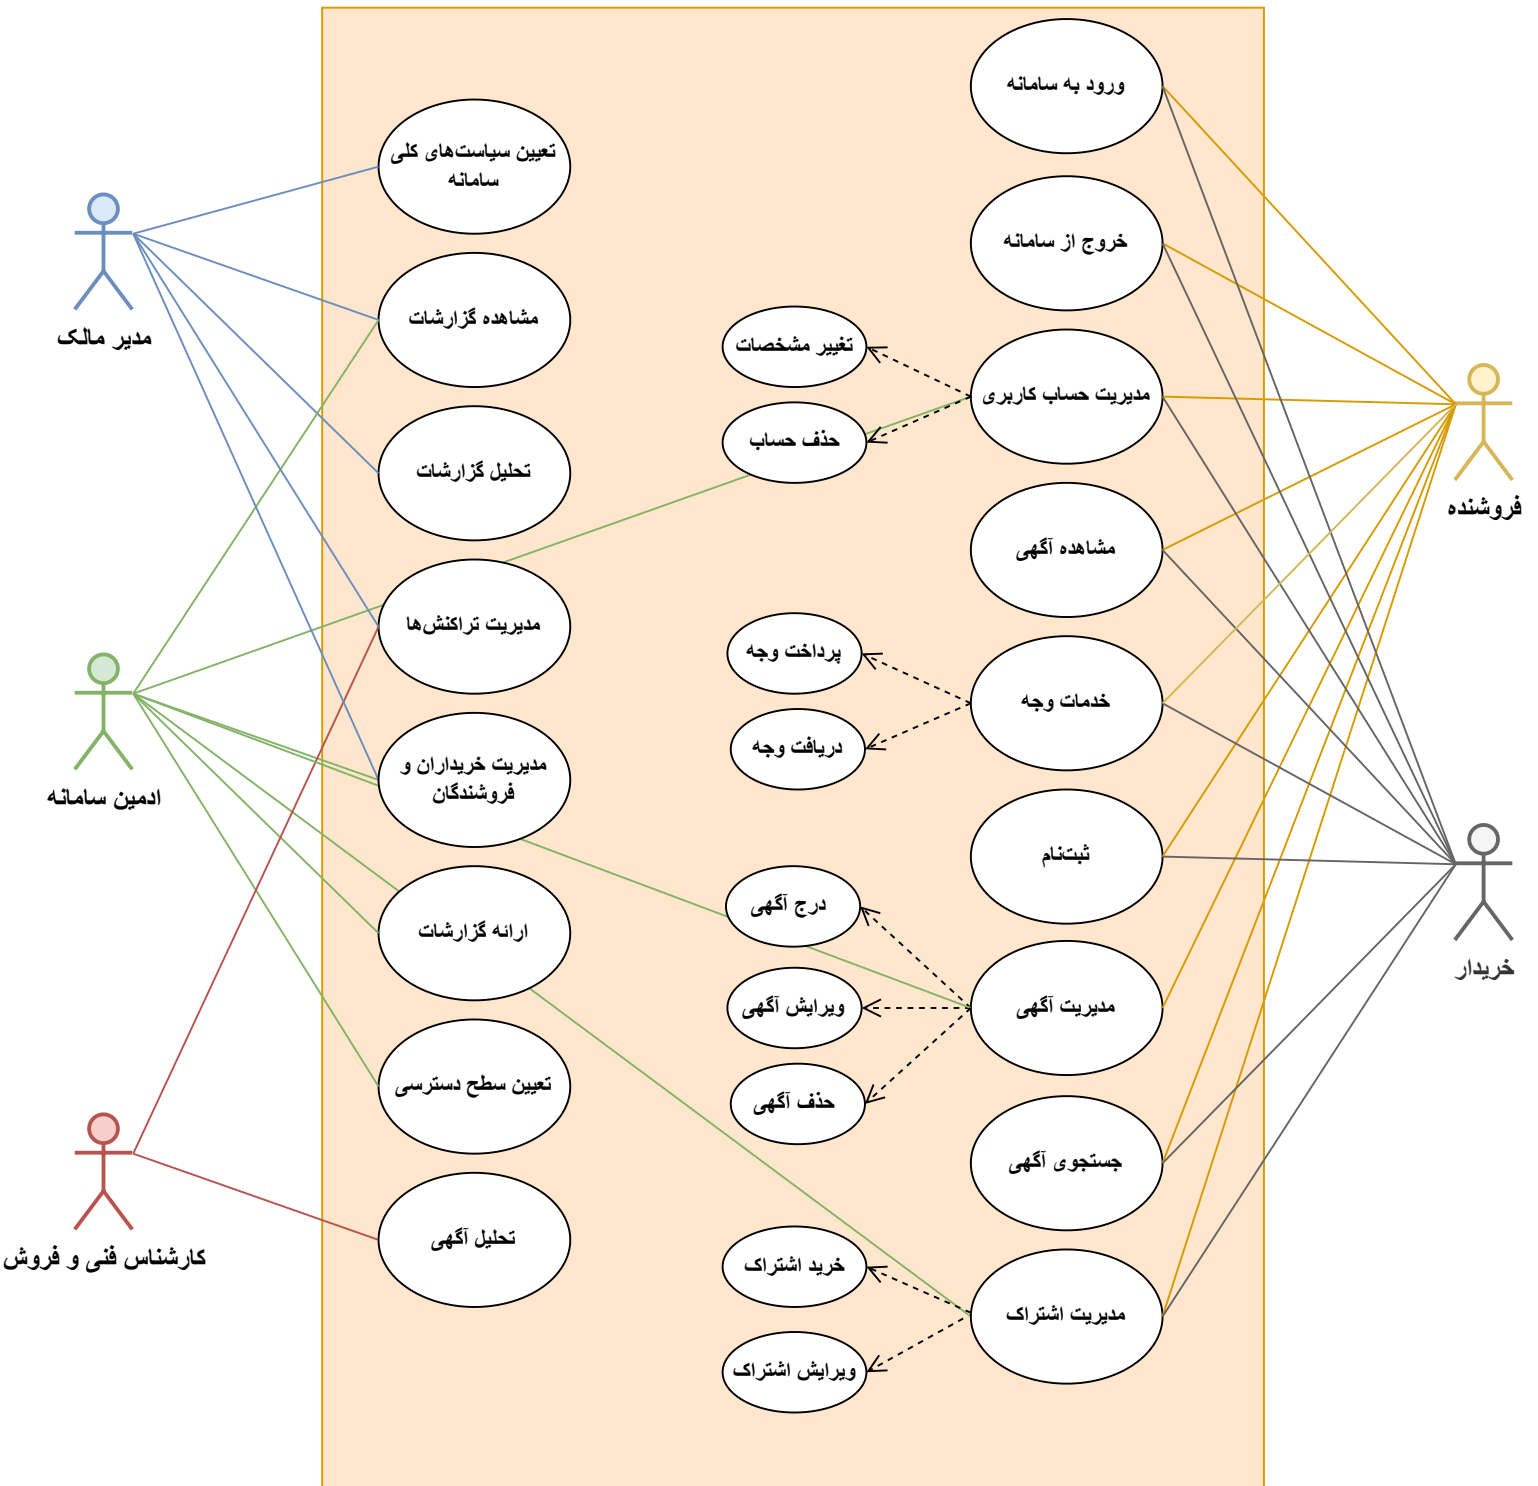 ورود به سامانه
تعیین سیاست‌های کلی
سامانه
خروج از سامانه
مشاهده گزارشات
مدیر مالک
تغییر مشخصات
مدیریت حساب کاربری
حذف حساب
تحلیل گزارشات
فروشنده
مشاهده آگهی
مدیریت تراکنش‌ها
پرداخت وجه
خدمات وجه
دریافت وجه
مدیریت خریداران و
فروشندگان
ادمین سامانه
ثبت‌نام
درج آگهی
ارائه گزارشات
خریدار
ویرایش آگهی
مدیریت آگهی
تعیین سطح دسترسی
حذف آگهی
جستجوی آگهی
تحلیل آگهی
کارشناس فنی و فروش
خرید اشتراک
مدیریت اشتراک
ویرایش اشتراک